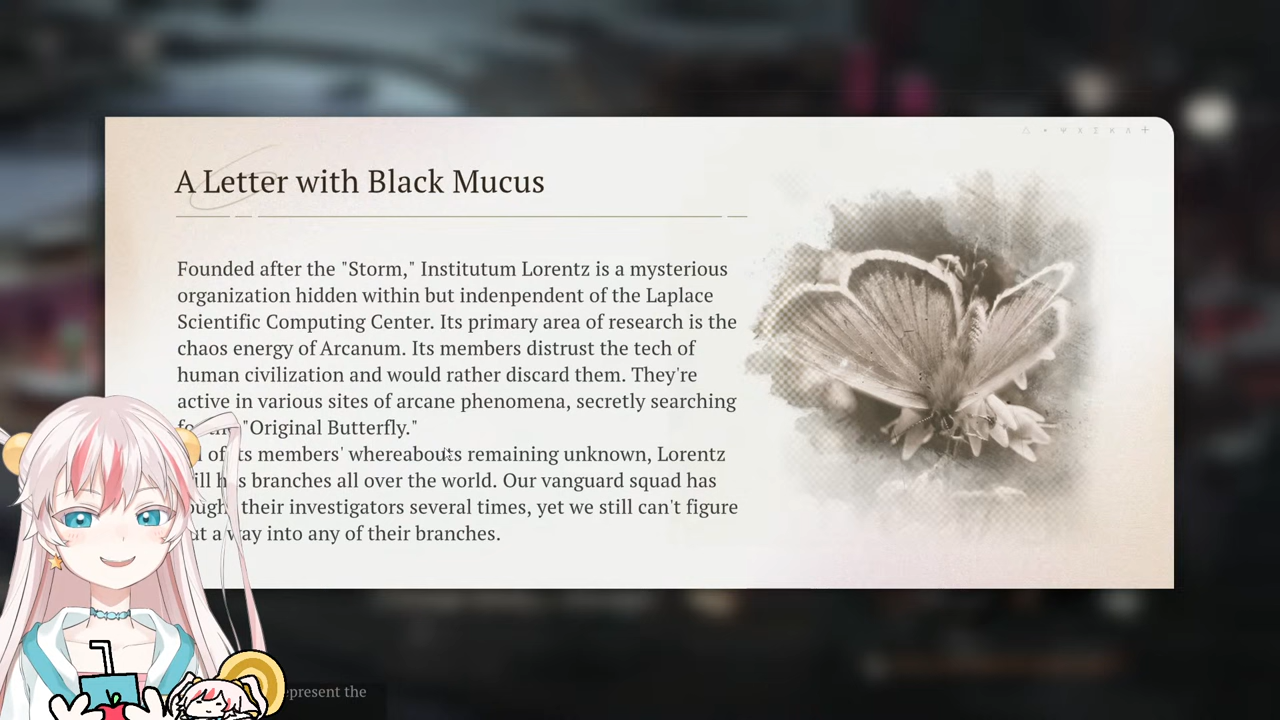 A Letter with Black Mucus
Founded after the "Storm," Institutum Lorentz is a mysterious
organization hidden within but indenpendent of the Laplace
Scientific Computing Center. Its primary area of research is the
chaos energy of Arcanum. Its members distrust the tech of
human civilization and would rather discard them. They're
active in various sites of arcane phenomena, secretly searching
"Original Butterfly."
of its members' whereabouts remaining unknown, Lorentz
branches all over the world. Our vanguard squad has
their investigators several times, yet we still can't figure
a way into any of their branches.
the